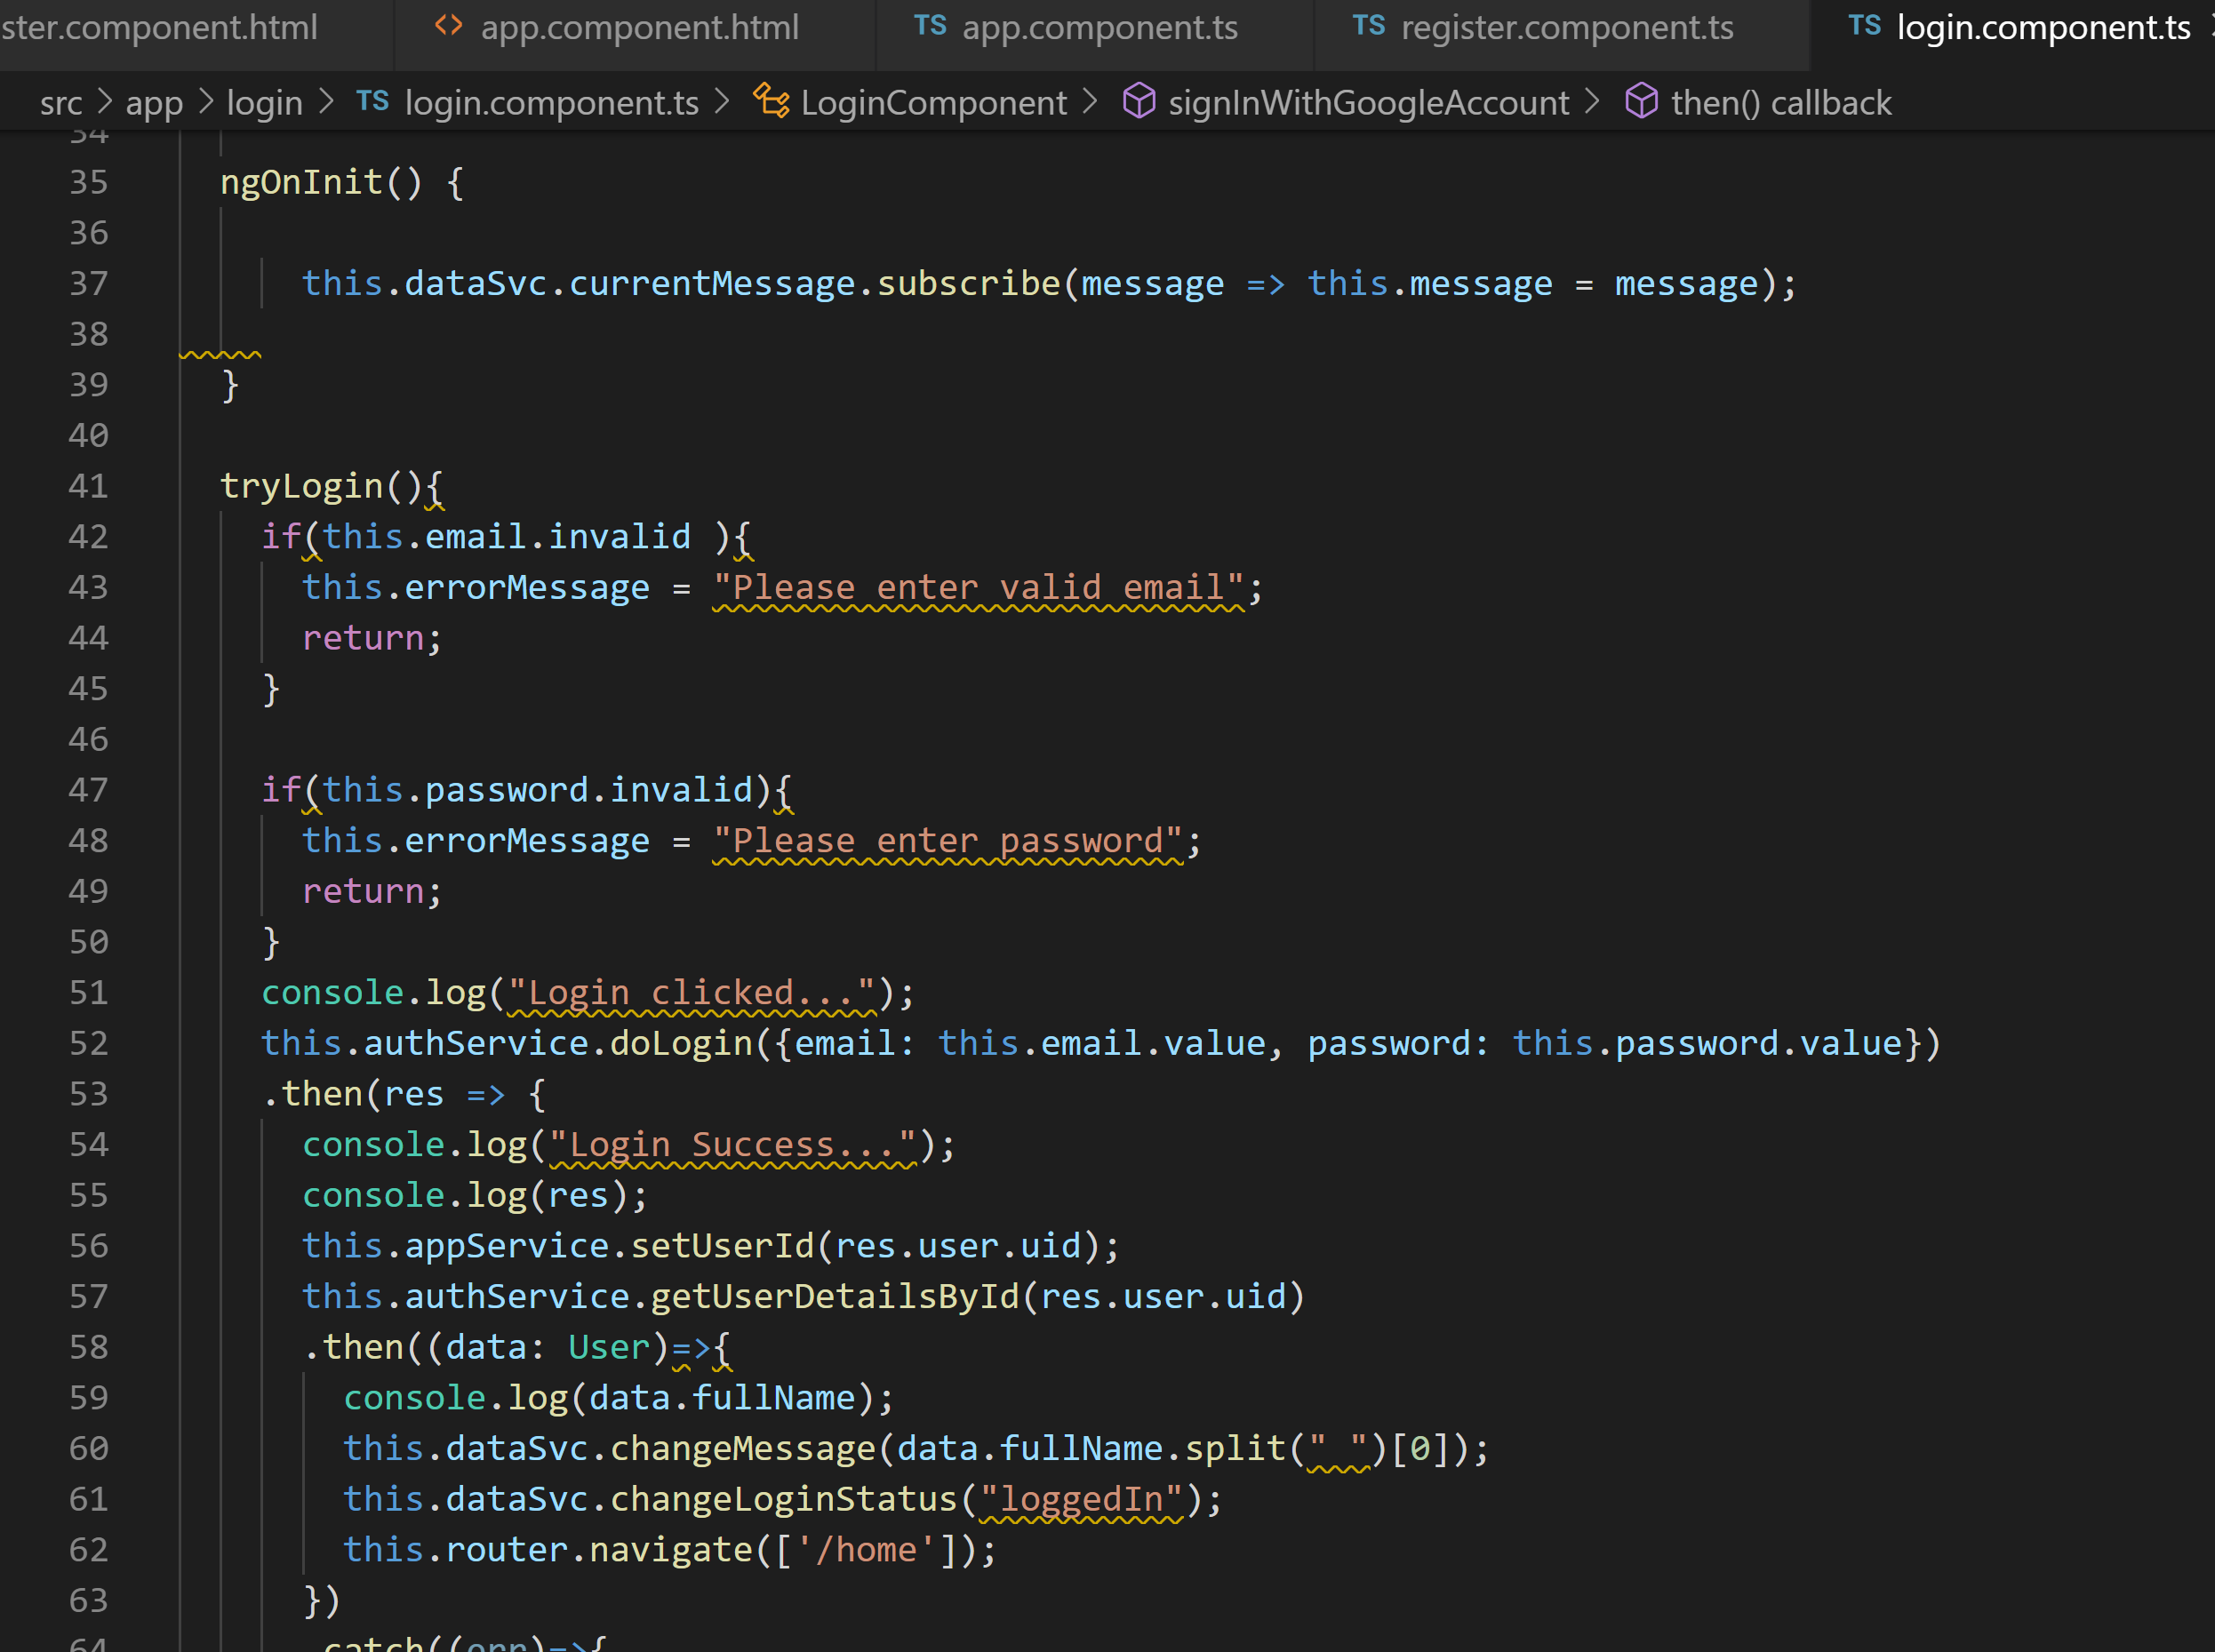 ster.component.html <> app.component.html TS app.component.ts TS register.component.ts TS login.component.ts
src > app > login > TS login.component.ts > LoginComponent > signInWithGoogleAccount > then() callback
34
35 ngOnInit() {
36
37 this.dataSvc.currentMessage.subscribe(message => this.message = message);
38
39 }
40
41 tryLogin(){
42 if(this.email.invalid ){
43 this.errorMessage = "Please enter valid email";
44 return;
45 }
46
47 if(this.password.invalid){
48 this.errorMessage = "Please enter password";
49 return;
50 }
51 console.log("Login clicked...");
52 this.authService.doLogin({email: this.email.value, password: this.password.value})
53 .then(res => {
54 console.log("Login Success...");
55 console.log(res);
56 this.appService.setUserId(res.user.uid);
57 this.authService.getUserDetailsById(res.user.uid)
58 .then((data: User)=>{
59 console.log(data.fullName);
60 this.dataSvc.changeMessage(data.fullName.split(" ")[0]);
61 this.dataSvc.changeLoginStatus("loggedIn");
62 this.router.navigate(['/home']);
63 })
64 .catch((err)=>{